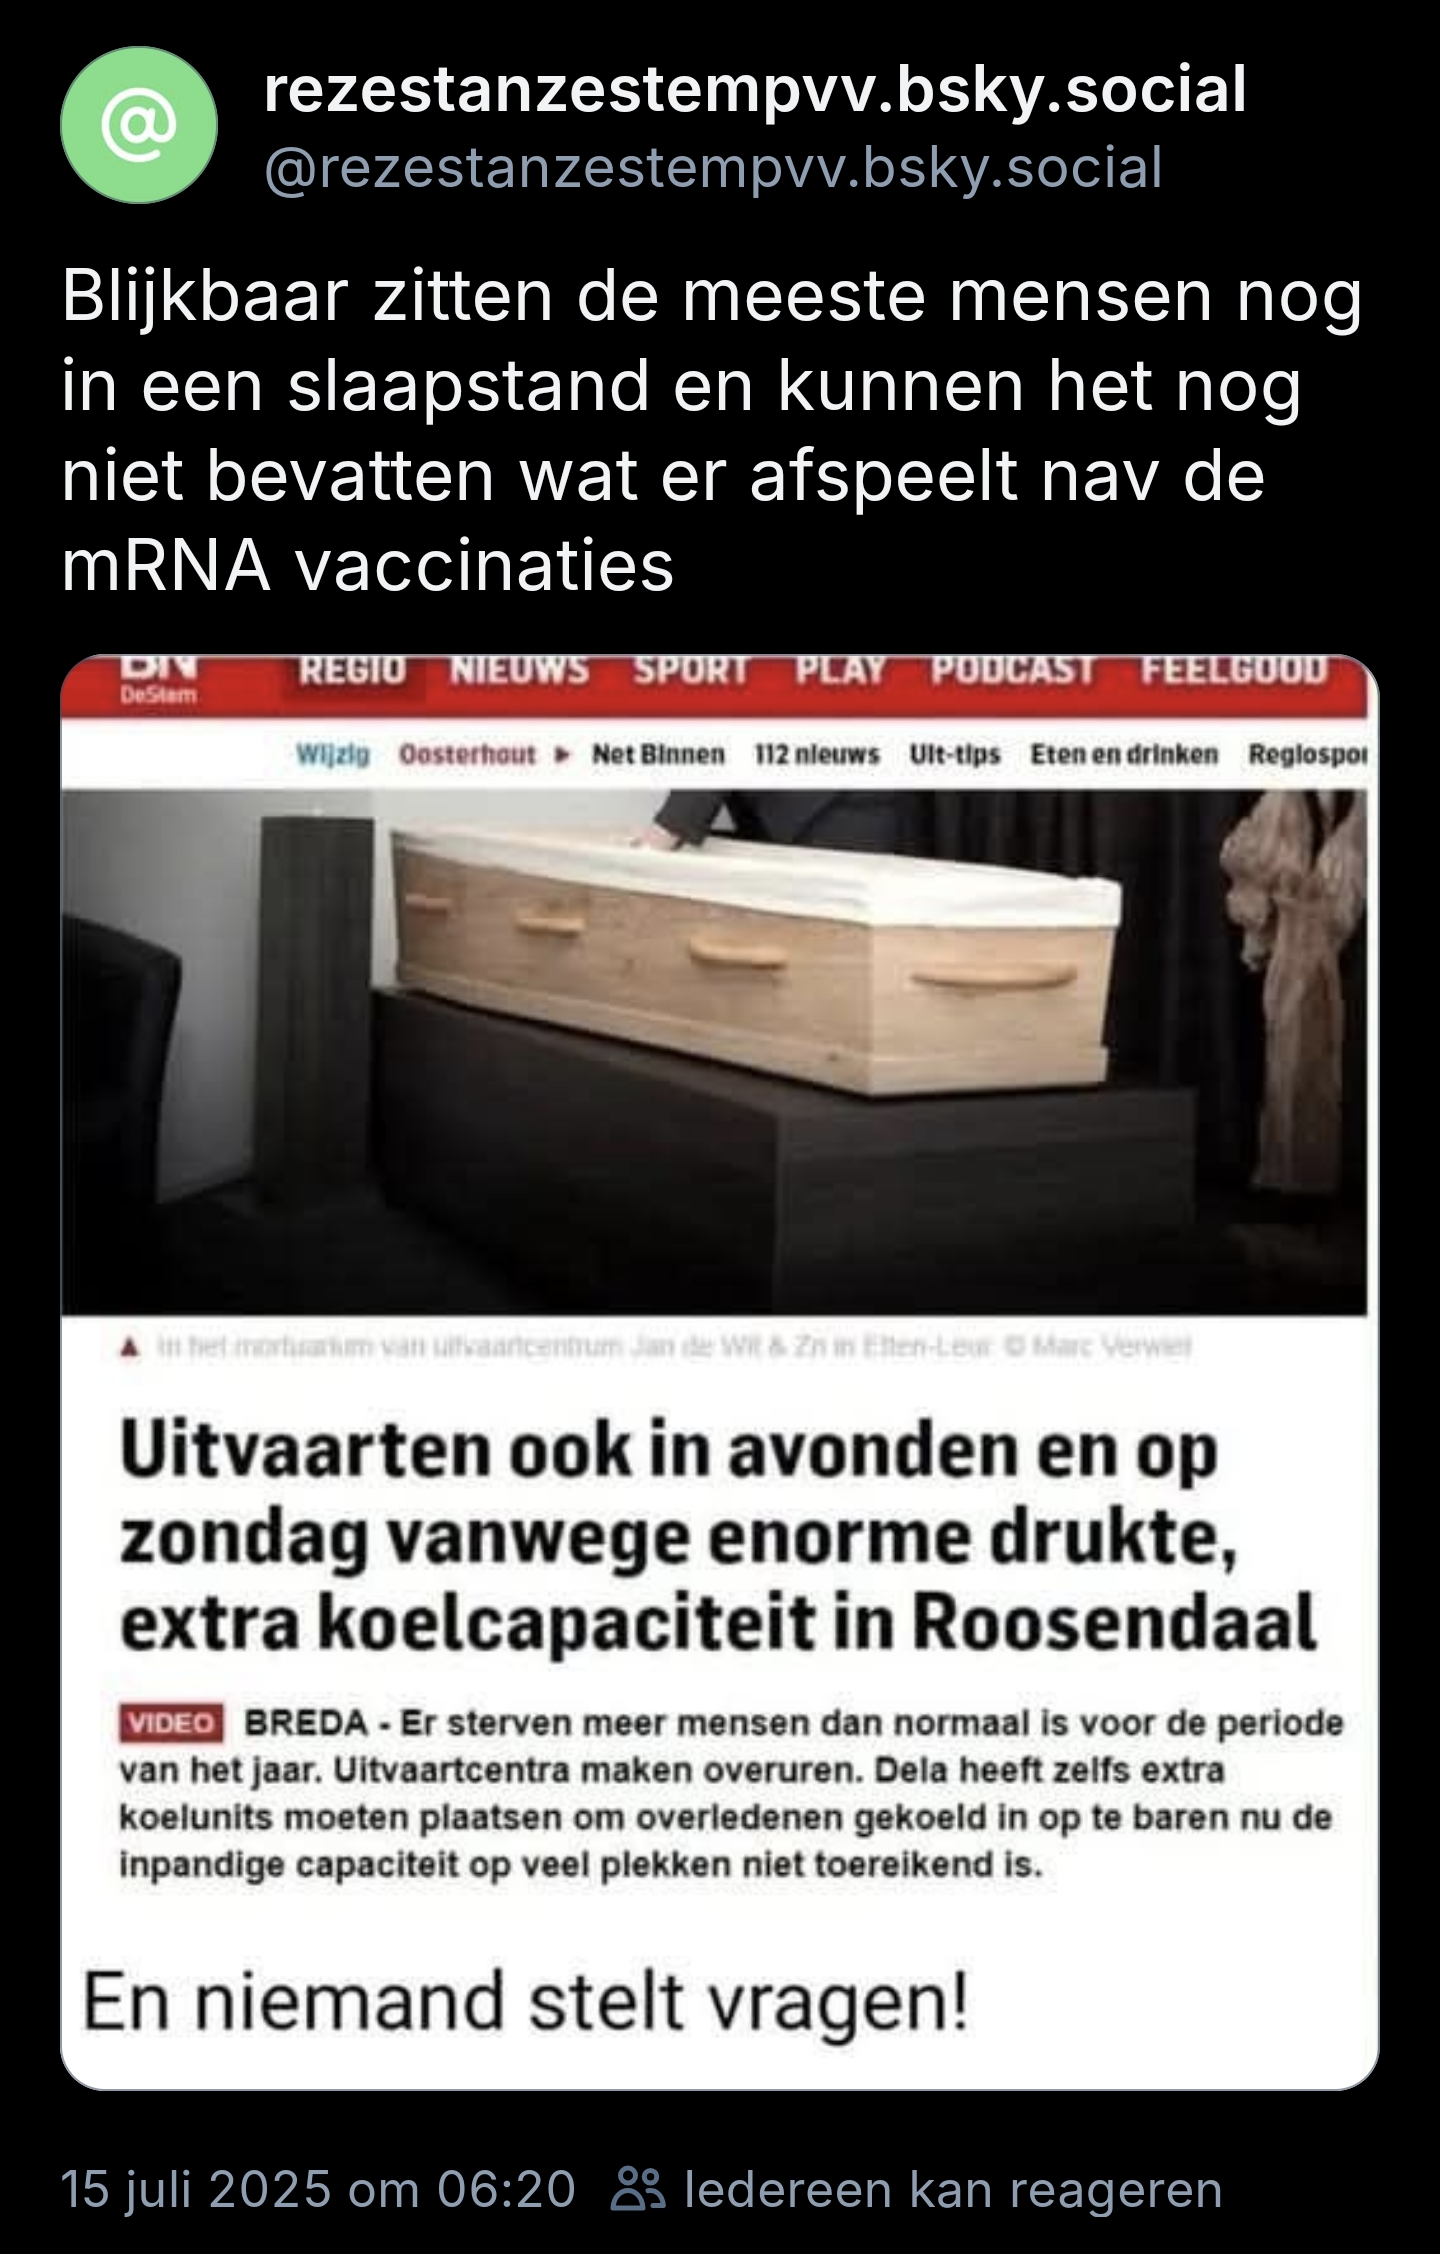 @
rezestanzestempvv.bsky.social
@rezestanzestempvv.bsky.social
Blijkbaar zitten de meeste mensen nog
in een slaapstand en kunnen het nog
niet bevatten wat er afspeelt nav de
mRNA vaccinaties
BN REGIO NIEUWS SPORT PLAY PODCAST FEELGOOD
DeStem
Wijzig Oosterhout ▸ Net Binnen 112 nieuws Uit-tips Eten en drinken Regiospor
▲ In het mortuarium van uitvaartcentrum Jan de Wit & Zn in Etten-Leur. © Marc Verwiel
Uitvaarten ook in avonden en op
zondag vanwege enorme drukte,
extra koelcapaciteit in Roosendaal
VIDEO BREDA - Er sterven meer mensen dan normaal is voor de periode
van het jaar. Uitvaartcentra maken overuren. Dela heeft zelfs extra
koelunits moeten plaatsen om overledenen gekoeld in op te baren nu de
inpandige capaciteit op veel plekken niet toereikend is.
En niemand stelt vragen!
15 juli 2025 om 06:20 Iedereen kan reageren